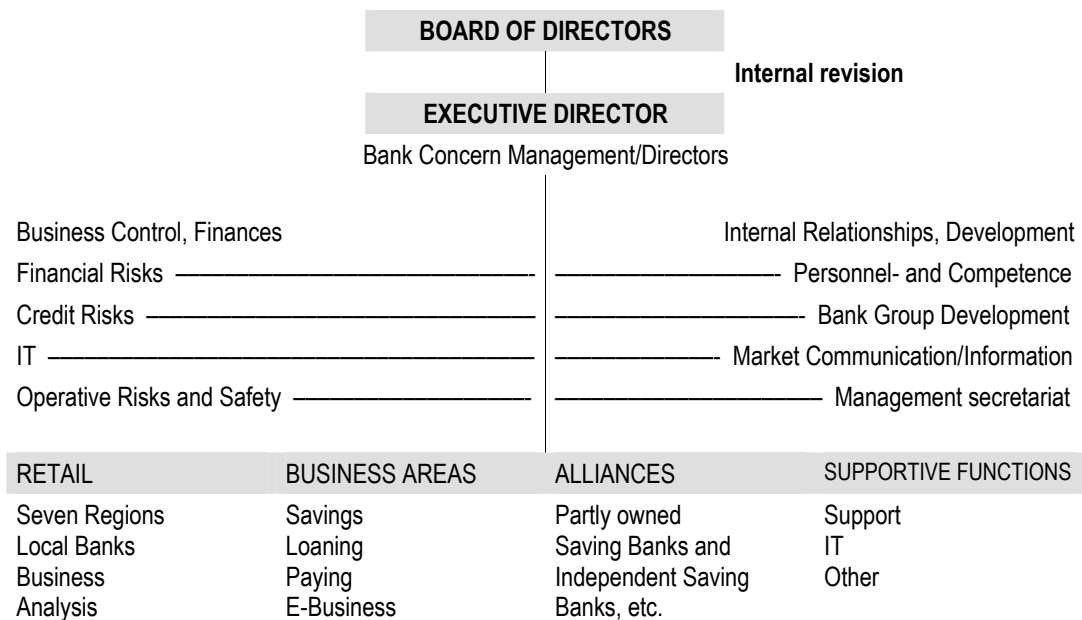 BOARD OF DIRECTORS
Internal revision
EXECUTIVE DIRECTOR
Bank Concern Management/Directors
Business Control, Finances
Internal Relationships, Development
Financial Risks
Personnel- and Competence
Credit Risks
Bank Group Development
IT
Market Communication/Information
Operative Risks and Safety
Management secretariat
RETAIL
Seven Regions
Local Banks
Business
Analysis
BUSINESS AREAS
Savings
Loaning
Paying
E-Business
ALLIANCES
Partly owned
Saving Banks and
Independent Saving
Banks, etc.
SUPPORTIVE FUNCTIONS
Support
IT
Other